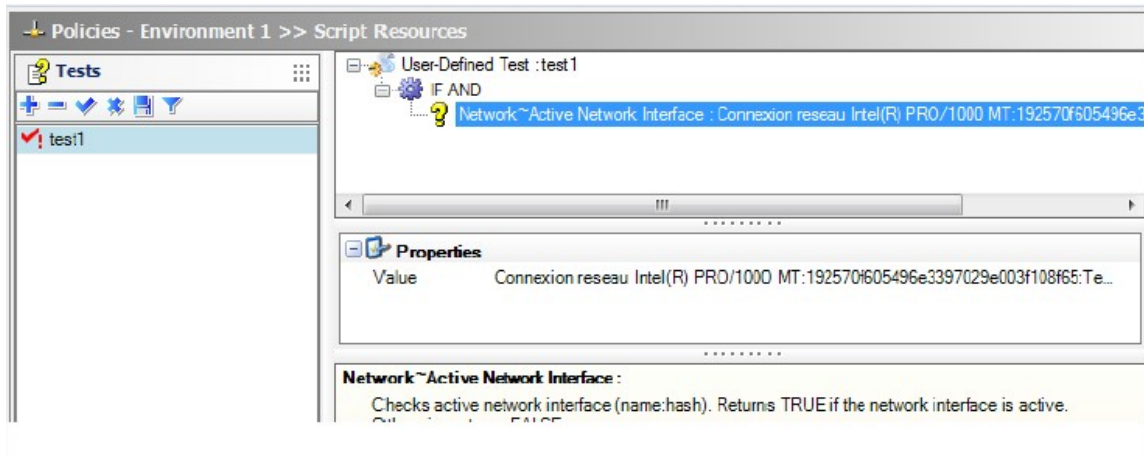 Policies - Environment 1 >> Script Resources
Tests
test1
User-Defined Test : test1
IF AND
Network~Active Network Interface : Connexion reseau Intel(R) PRO/1000 MT:192570f605496e3
Properties
Value Connexion reseau Intel(R) PRO/1000 MT:192570f605496e3397029e003f108f65:Te...
Network~Active Network Interface :
Checks active network interface (name:hash). Returns TRUE if the network interface is active.